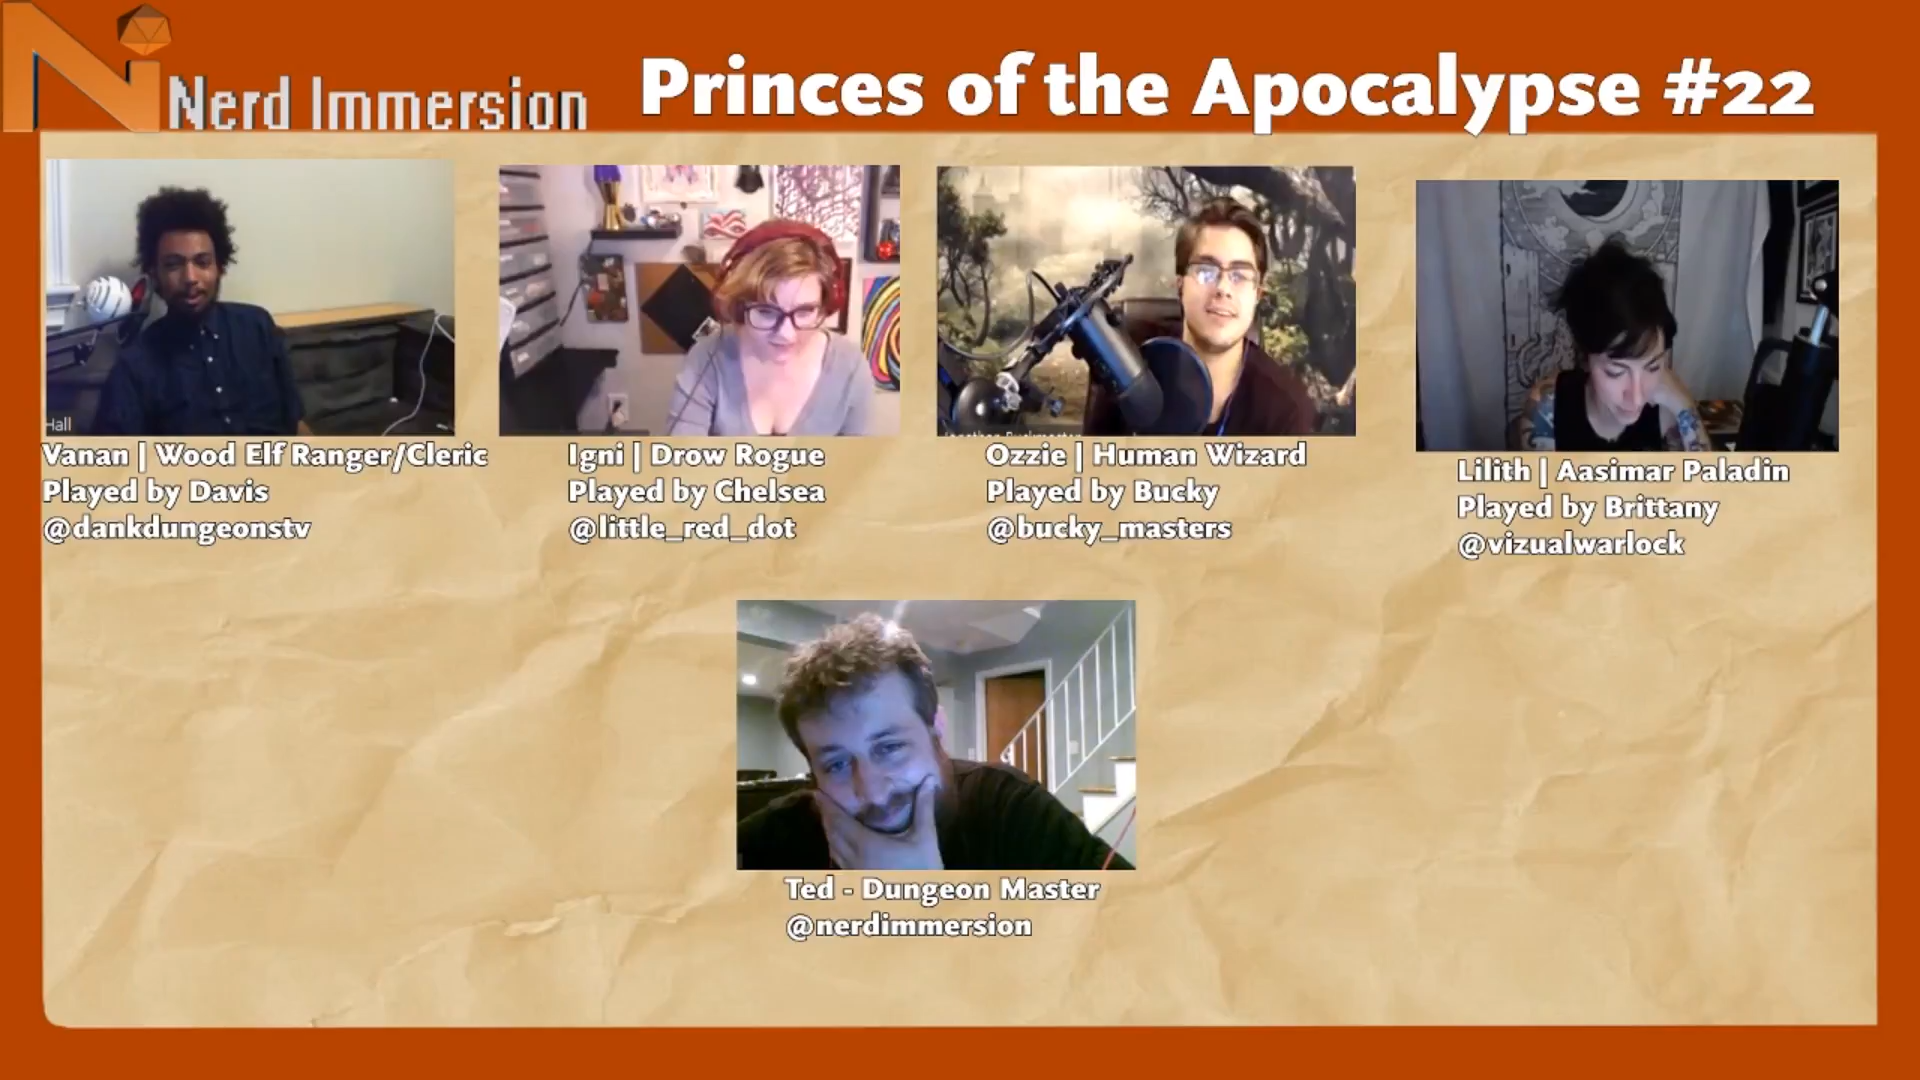 Nerd Immersion
Princes of the Apocalypse #22
Hall
Vanan | Wood Elf Ranger/Cleric
Played by Davis
@dankdungeonstv
Igni | Drow Rogue
Played by Chelsea
@little_red_dot
Ozzie | Human Wizard
Played by Bucky
@bucky_masters
Lilith | Aasimar Paladin
Played by Brittany
@vizualwarlock
Ted - Dungeon Master
@nerdimmersion